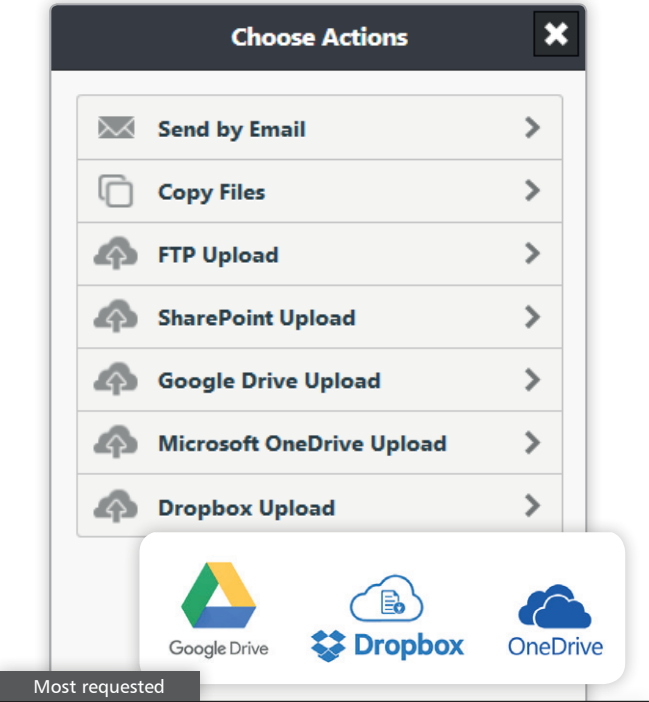 Choose Actions
Send by Email
Copy Files
FTP Upload
SharePoint Upload
Google Drive Upload
Microsoft OneDrive Upload
Dropbox Upload
Google Drive
Dropbox
OneDrive
Most requested